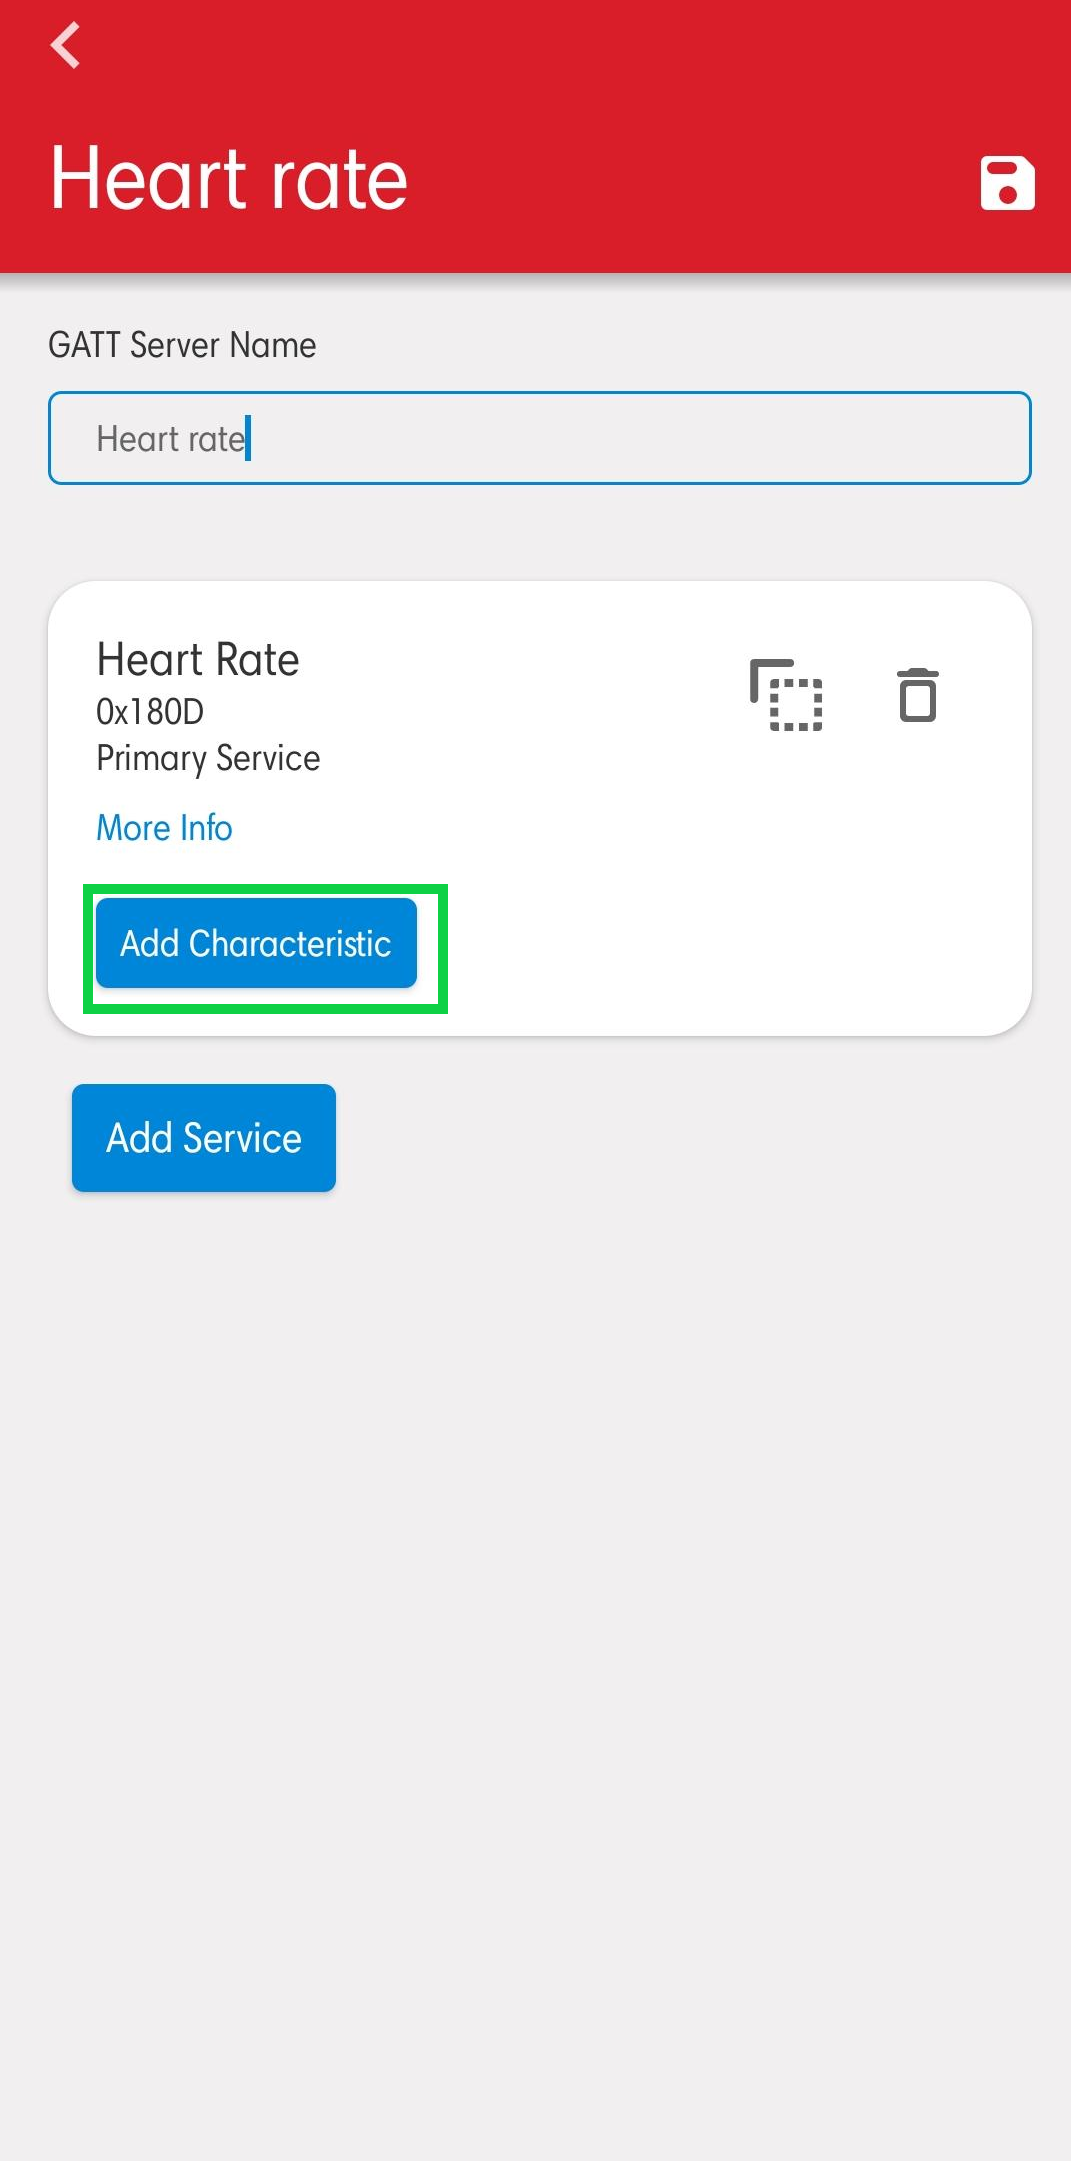 Heart rate
GATT Server Name
Heart rate
Heart Rate
0x180D
Primary Service
More Info
Add Characteristic
Add Service